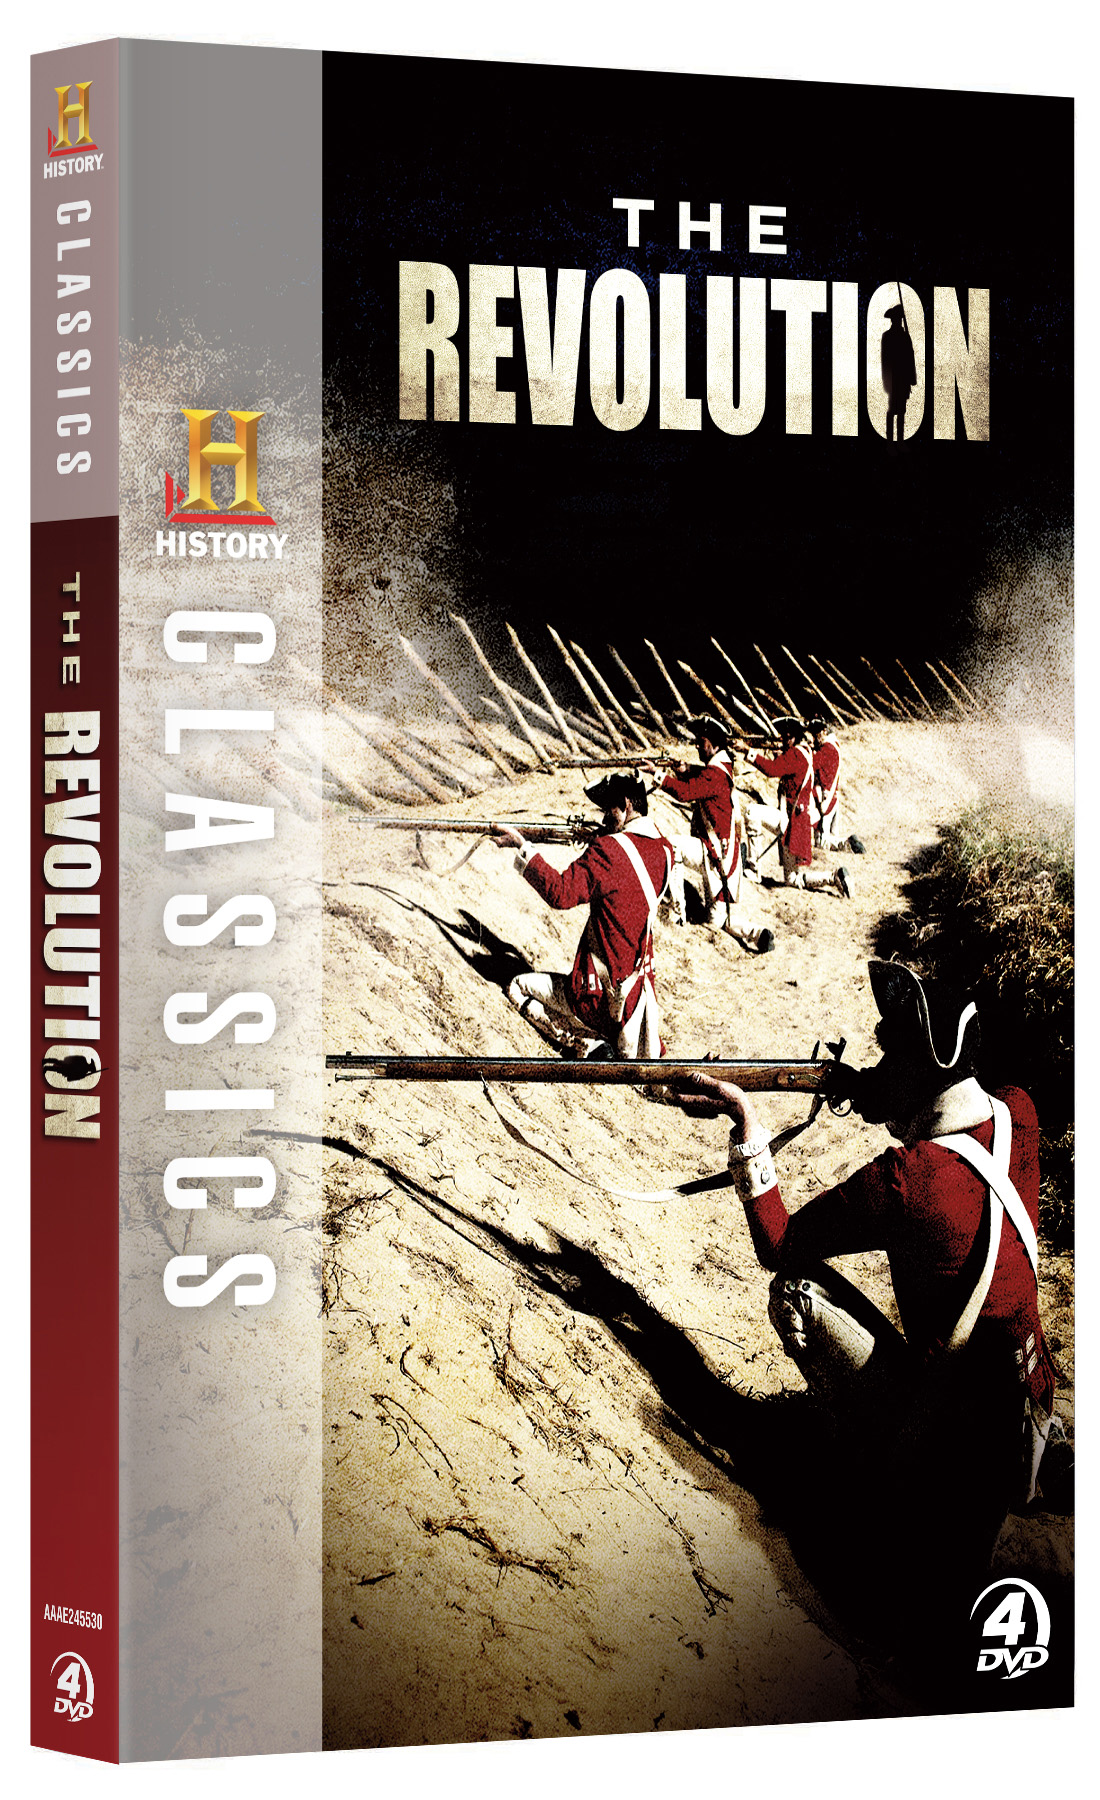 H
HISTORY
CLASSICS
THE
REVOLUTION
AAAE245530
4
DVD
H
HISTORY
CLASSICS
THE
REVOLUTION
4
DVD